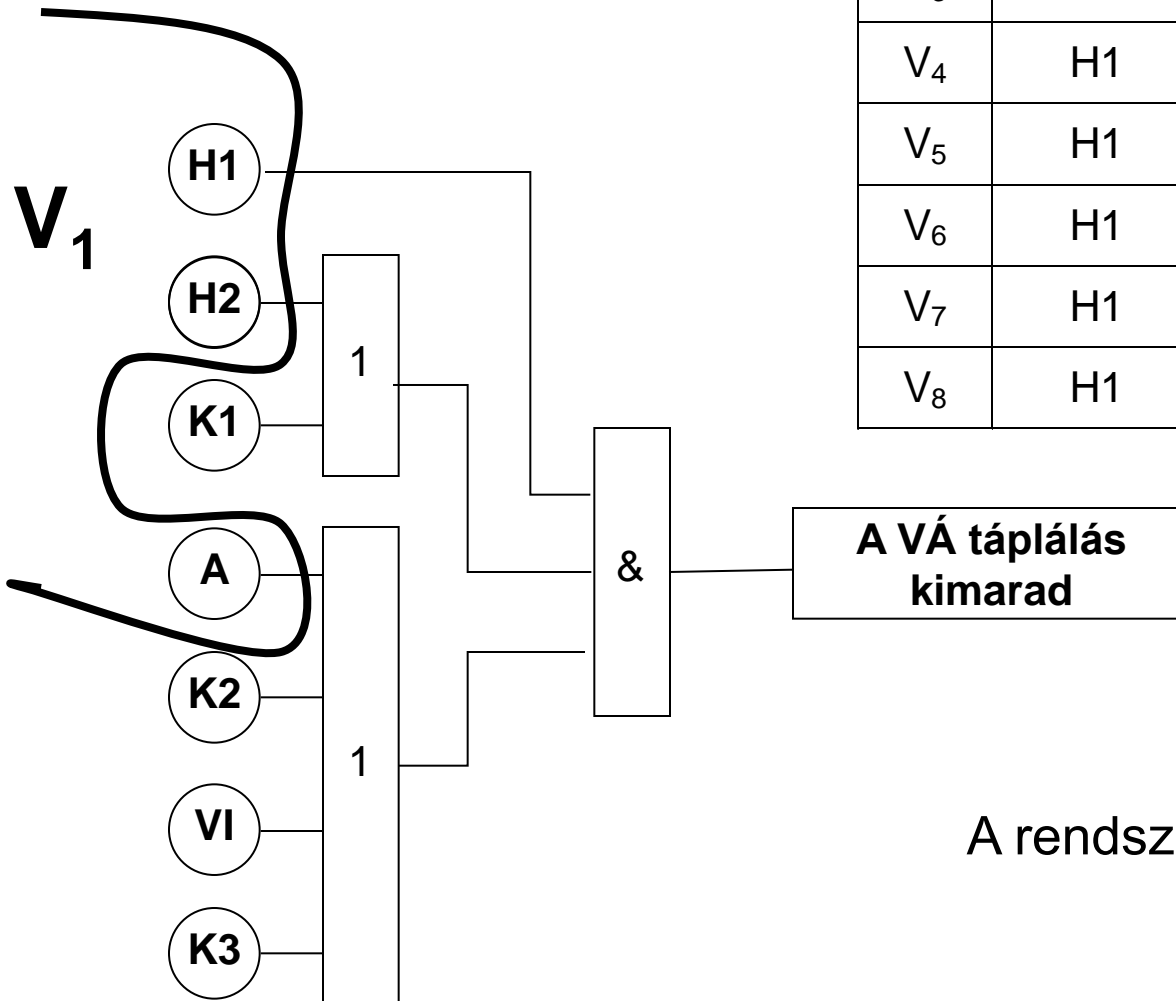 V₄ H1
V₅ H1
V₆ H1
V₇ H1
V₈ H1
V₁
H1
H2
K1
A
K2
VI
K3
1
1
&
A VÁ táplálás
kimarad
A rendsz